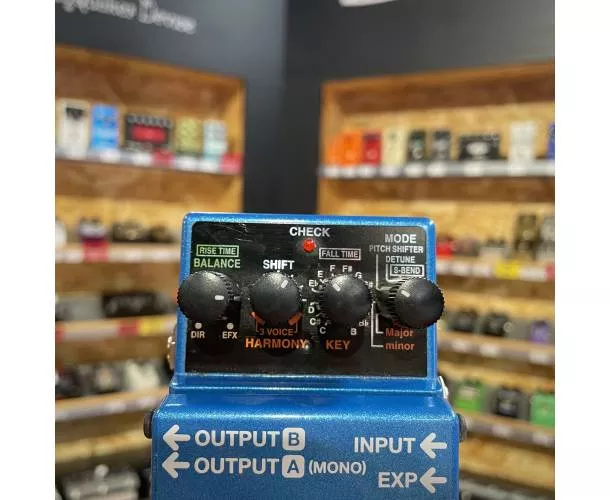 Device
CHECK
RISE TIME
BALANCE
SHIFT
FALL TIME
MODE
PITCH SHIFTER
DETUNE
S-BEND
E F F# G
D
C# B♭
C B
DIR EFX
3 VOICE
HARMONY
KEY
Major
minor
OUTPUT B
OUTPUT A (MONO)
INPUT
EXP